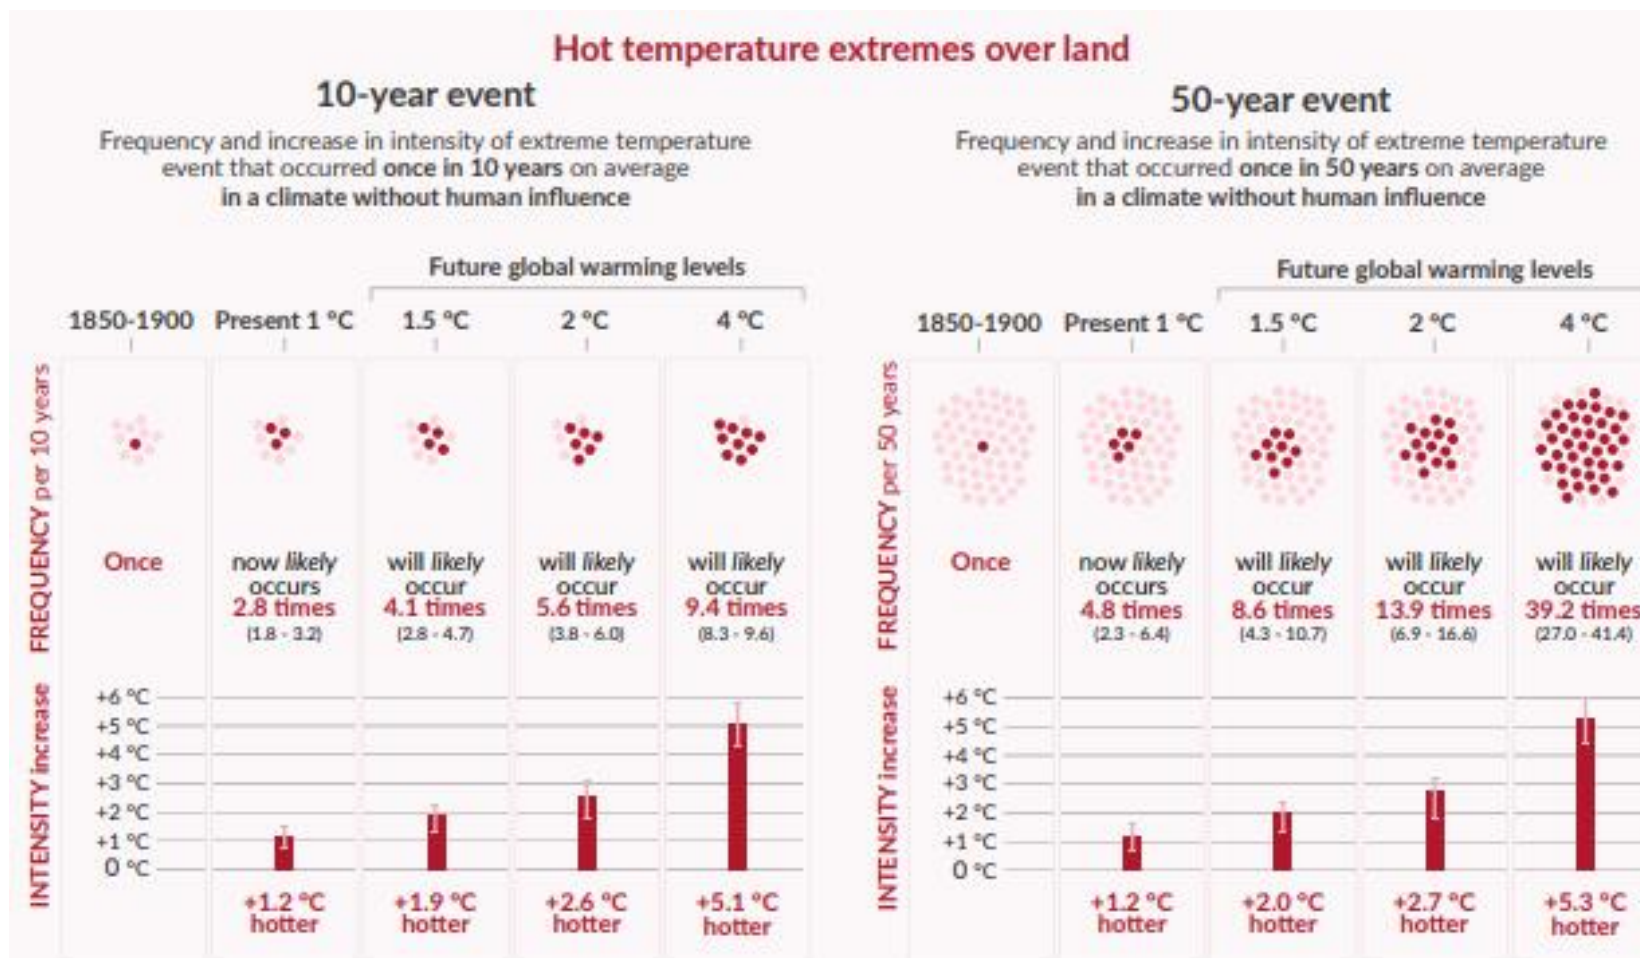 Hot temperature extremes over land
10-year event
Frequency and increase in intensity of extreme temperature
event that occurred once in 10 years on average
in a climate without human influence
Future global warming levels
1850-1900 Present 1 °C 1.5 °C 2 °C 4 °C
FREQUENCY per 10 years
Once
now likely
occurs
2.8 times
(1.8 - 3.2)
will likely
occur
4.1 times
(2.8 - 4.7)
will likely
occur
5.6 times
(3.8 - 6.0)
will likely
occur
9.4 times
(8.3 - 9.6)
INTENSITY increase
+6 °C
+5 °C
+4 °C
+3 °C
+2 °C
+1 °C
0 °C
+1.2 °C
hotter
+1.9 °C
hotter
+2.6 °C
hotter
+5.1 °C
hotter
50-year event
Frequency and increase in intensity of extreme temperature
event that occurred once in 50 years on average
in a climate without human influence
Future global warming levels
1850-1900 Present 1 °C 1.5 °C 2 °C 4 °C
FREQUENCY per 50 years
Once
now likely
occurs
4.8 times
(2.3 - 6.4)
will likely
occur
8.6 times
(4.3 - 10.7)
will likely
occur
13.9 times
(6.9 - 16.6)
will likely
occur
39.2 times
(27.0 - 41.4)
INTENSITY increase
+6 °C
+5 °C
+4 °C
+3 °C
+2 °C
+1 °C
0 °C
+1.2 °C
hotter
+2.0 °C
hotter
+2.7 °C
hotter
+5.3 °C
hotter